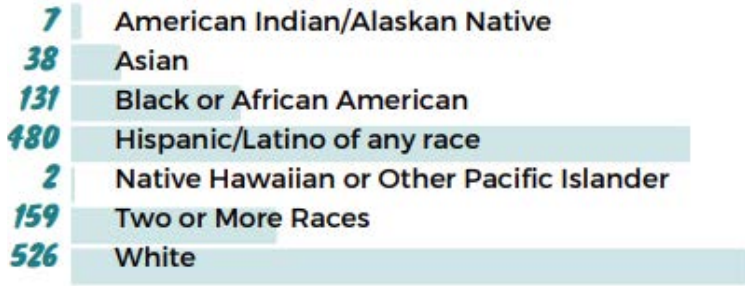 7 American Indian/Alaskan Native
38 Asian
131 Black or African American
480 Hispanic/Latino of any race
2 Native Hawaiian or Other Pacific Islander
159 Two or More Races
526 White